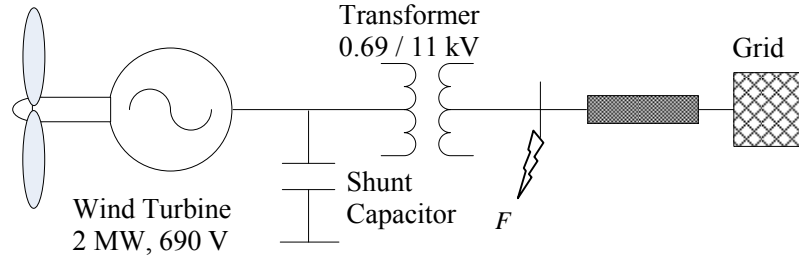 Transformer
0.69 / 11 kV
Grid
Shunt
Capacitor
F
Wind Turbine
2 MW, 690 V